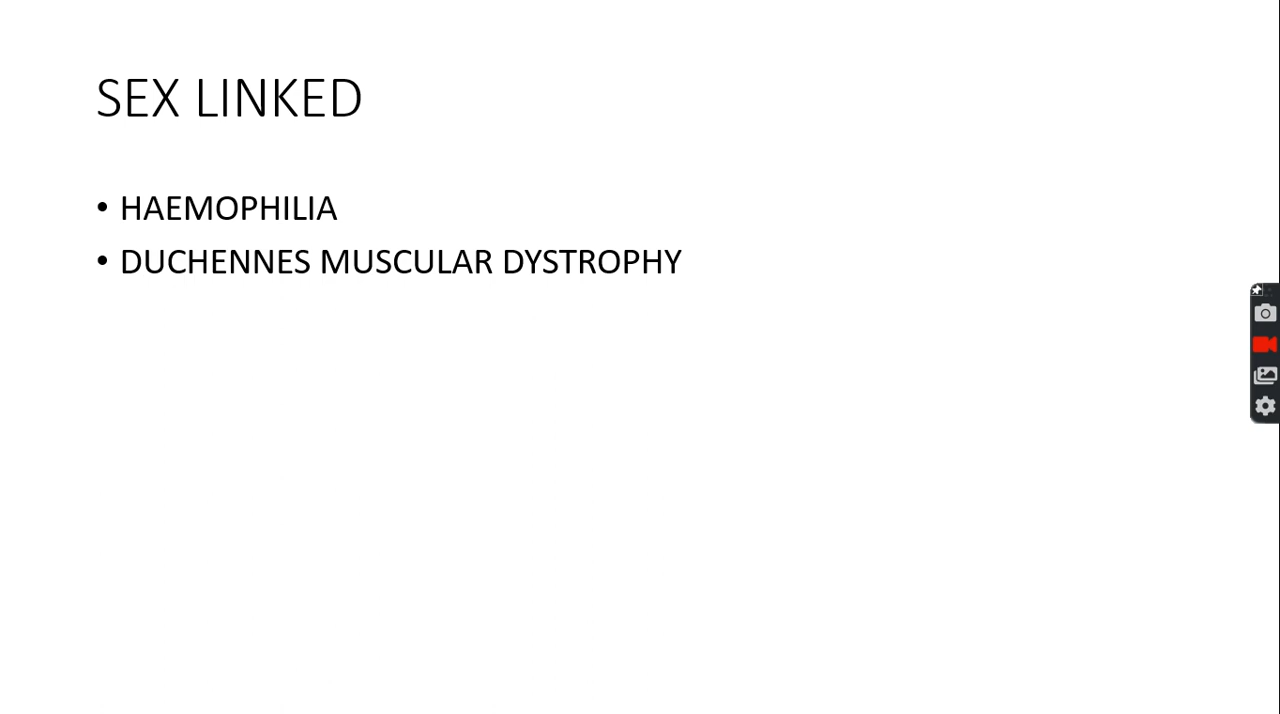 SEX LINKED
• HAEMOPHILIA
• DUCHENNES MUSCULAR DYSTROPHY